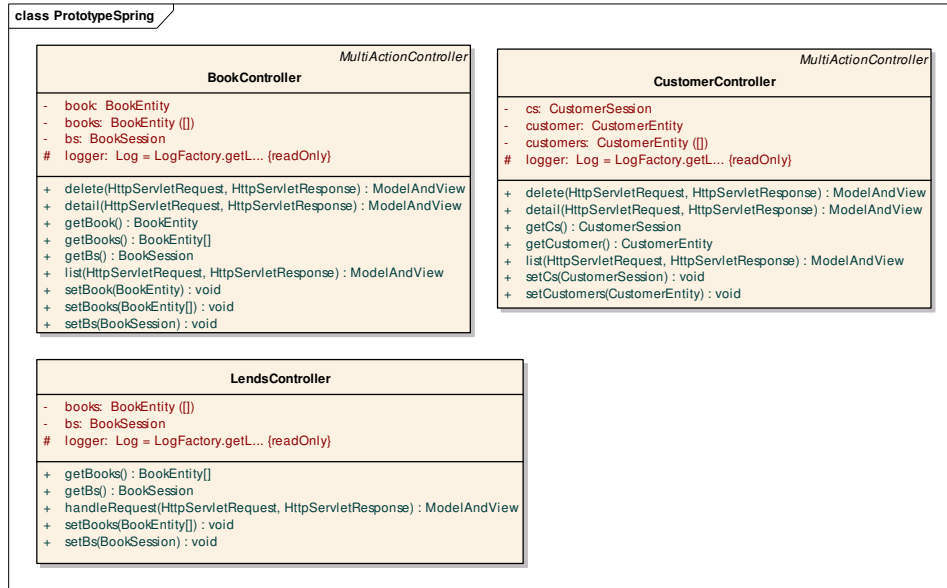 class PrototypeSpring
MultiActionController
BookController
- book: BookEntity
- books: BookEntity ([])
- bs: BookSession
# logger: Log = LogFactory.getL... {readOnly}
+ delete(HttpServletRequest, HttpServletResponse) : ModelAndView
+ detail(HttpServletRequest, HttpServletResponse) : ModelAndView
+ getBook() : BookEntity
+ getBooks() : BookEntity[]
+ getBs() : BookSession
+ list(HttpServletRequest, HttpServletResponse) : ModelAndView
+ setBook(BookEntity) : void
+ setBooks(BookEntity[]) : void
+ setBs(BookSession) : void
MultiActionController
CustomerController
- cs: CustomerSession
- customer: CustomerEntity
- customers: CustomerEntity ([])
# logger: Log = LogFactory.getL... {readOnly}
+ delete(HttpServletRequest, HttpServletResponse) : ModelAndView
+ detail(HttpServletRequest, HttpServletResponse) : ModelAndView
+ getCs() : CustomerSession
+ getCustomer() : CustomerEntity
+ list(HttpServletRequest, HttpServletResponse) : ModelAndView
+ setCs(CustomerSession) : void
+ setCustomers(CustomerEntity) : void
LendsController
- books: BookEntity ([])
- bs: BookSession
# logger: Log = LogFactory.getL... {readOnly}
+ getBooks() : BookEntity[]
+ getBs() : BookSession
+ handleRequest(HttpServletRequest, HttpServletResponse) : ModelAndView
+ setBooks(BookEntity[]) : void
+ setBs(BookSession) : void